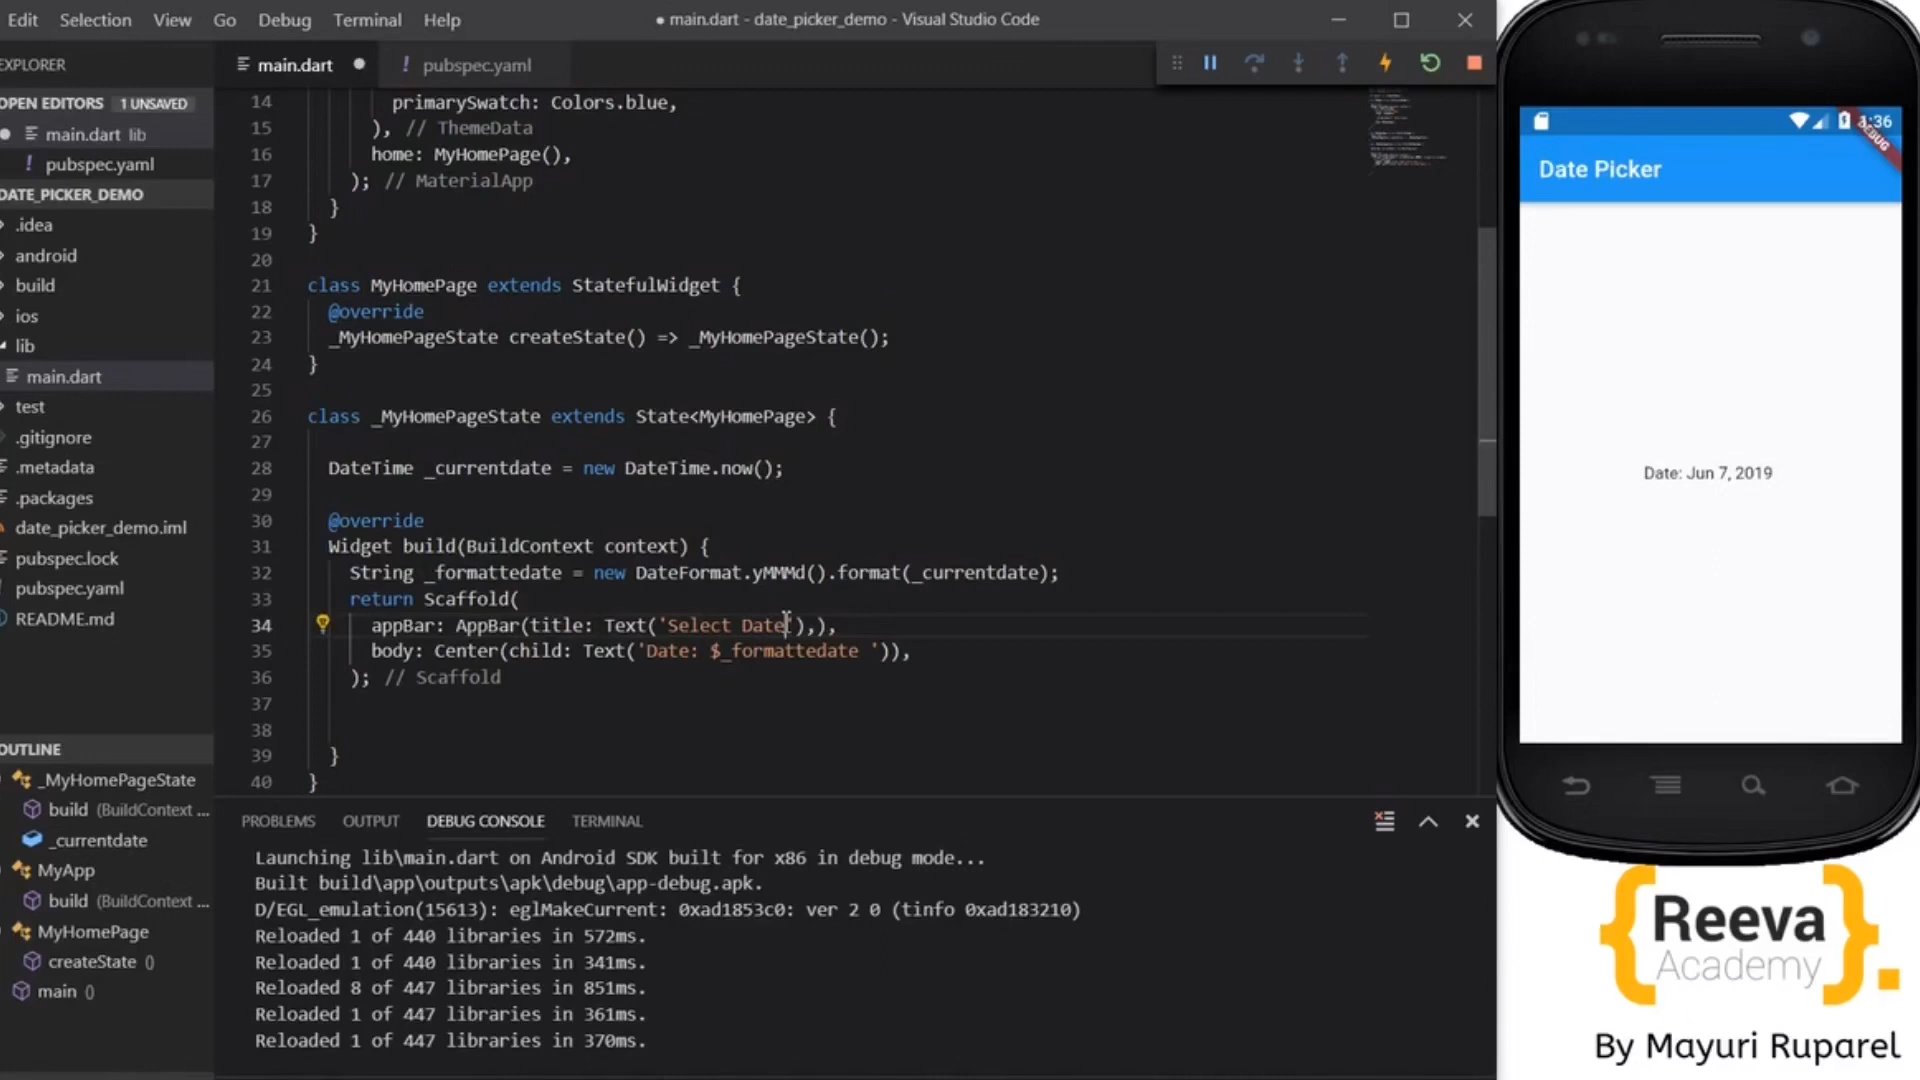 Edit Selection View Go Debug Terminal Help ● main.dart - date_picker_demo - Visual Studio Code
EXPLORER
OPEN EDITORS 1 UNSAVED
main.dart lib
! pubspec.yaml
DATE_PICKER_DEMO
.idea
android
build
ios
lib
main.dart
test
.gitignore
.metadata
.packages
date_picker_demo.iml
pubspec.lock
! pubspec.yaml
README.md
OUTLINE
_MyHomePageState
build (BuildContext ...
_currentdate
MyApp
build (BuildContext ...
MyHomePage
createState ()
main ()
main.dart ●
! pubspec.yaml
14 primarySwatch: Colors.blue,
15 ), // ThemeData
16 home: MyHomePage(),
17 ); // MaterialApp
18 }
19 }
20
21 class MyHomePage extends StatefulWidget {
22 @override
23 _MyHomePageState createState() => _MyHomePageState();
24 }
25
26 class _MyHomePageState extends State<MyHomePage> {
27
28 DateTime _currentdate = new DateTime.now();
29
30 @override
31 Widget build(BuildContext context) {
32 String _formattedate = new DateFormat.yMMMd().format(_currentdate);
33 return Scaffold(
34 appBar: AppBar(title: Text('Select Date'),),
35 body: Center(child: Text('Date: $_formattedate ')),
36 ); // Scaffold
37
38
39 }
40 }
PROBLEMS OUTPUT DEBUG CONSOLE TERMINAL
Launching lib\main.dart on Android SDK built for x86 in debug mode...
Built build\app\outputs\apk\debug\app-debug.apk.
D/EGL_emulation(15613): eglMakeCurrent: 0xad1853c0: ver 2 0 (tinfo 0xad183210)
Reloaded 1 of 440 libraries in 572ms.
Reloaded 1 of 440 libraries in 341ms.
Reloaded 8 of 447 libraries in 851ms.
Reloaded 1 of 447 libraries in 361ms.
Reloaded 1 of 447 libraries in 370ms.
:36
DEBUG
Date Picker
Date: Jun 7, 2019
{Reeva
Academy}.
By Mayuri Ruparel